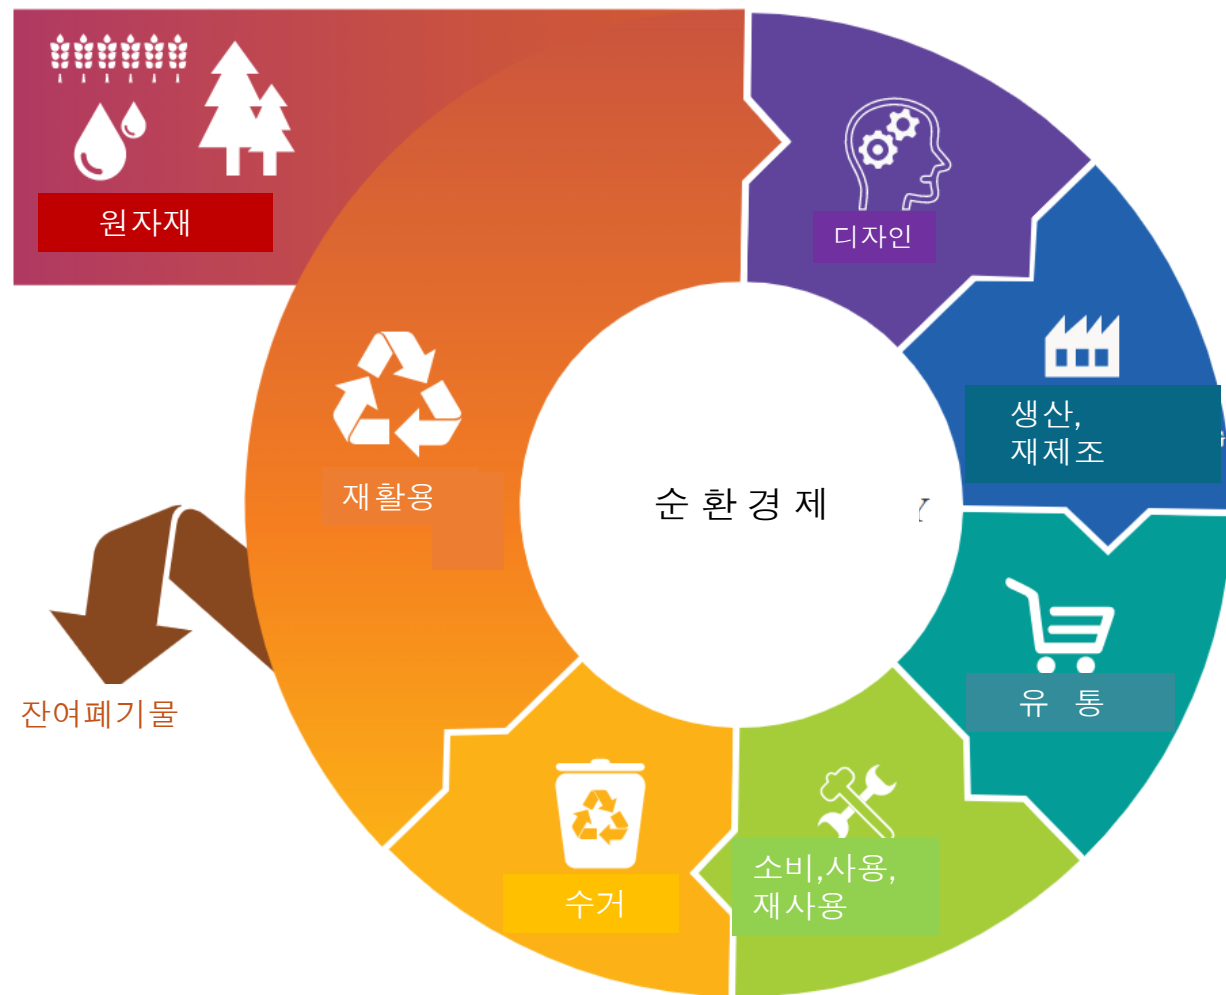 원자재
디자인
생산,
재제조
재활용
순 환 경 제
유 통
잔여폐기물
소비,사용,
재사용
수거